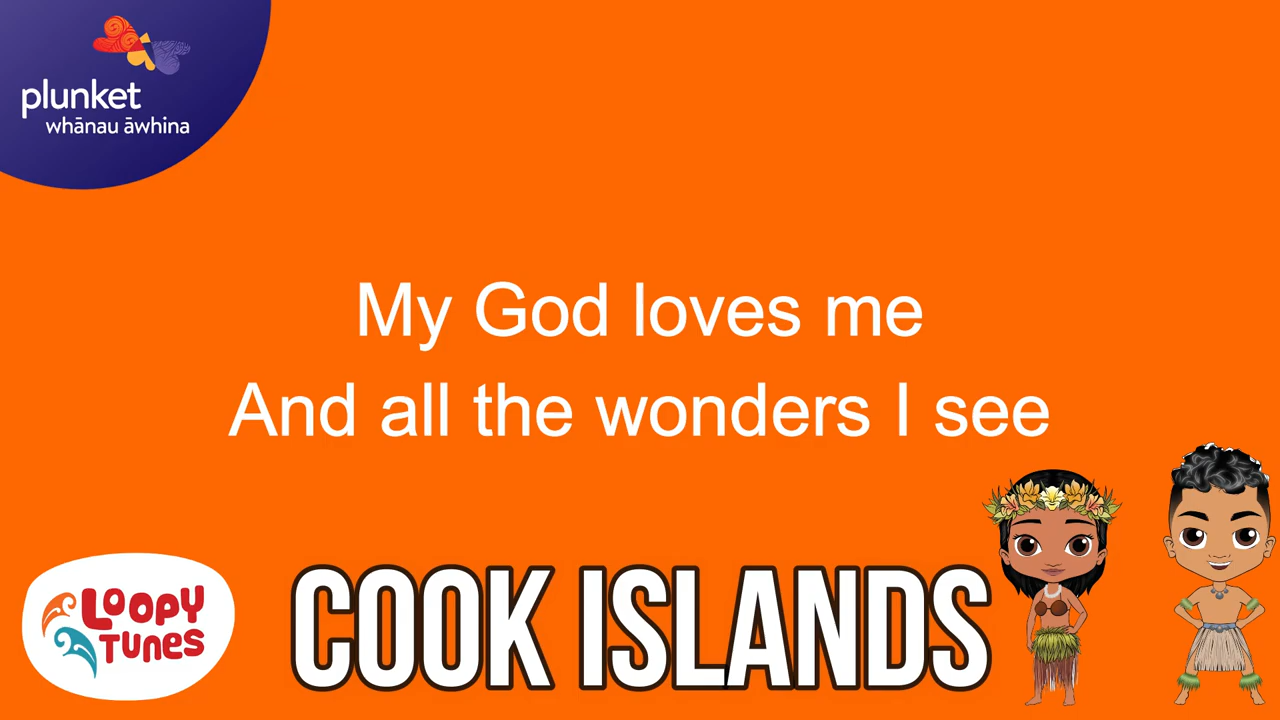 plunket
whānau āwhina
My God loves me
And all the wonders I see
LOOPY
TUNES
COOK ISLANDS